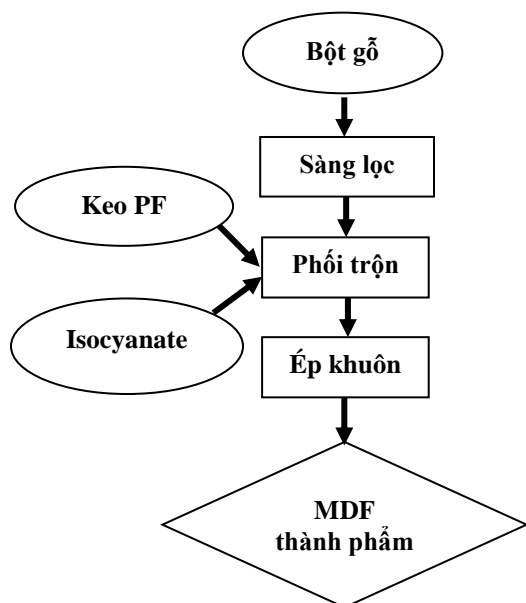 Bột gỗ
Sàng lọc
Keo PF
Phối trộn
Isocyanate
Ép khuôn
MDF
thành phẩm